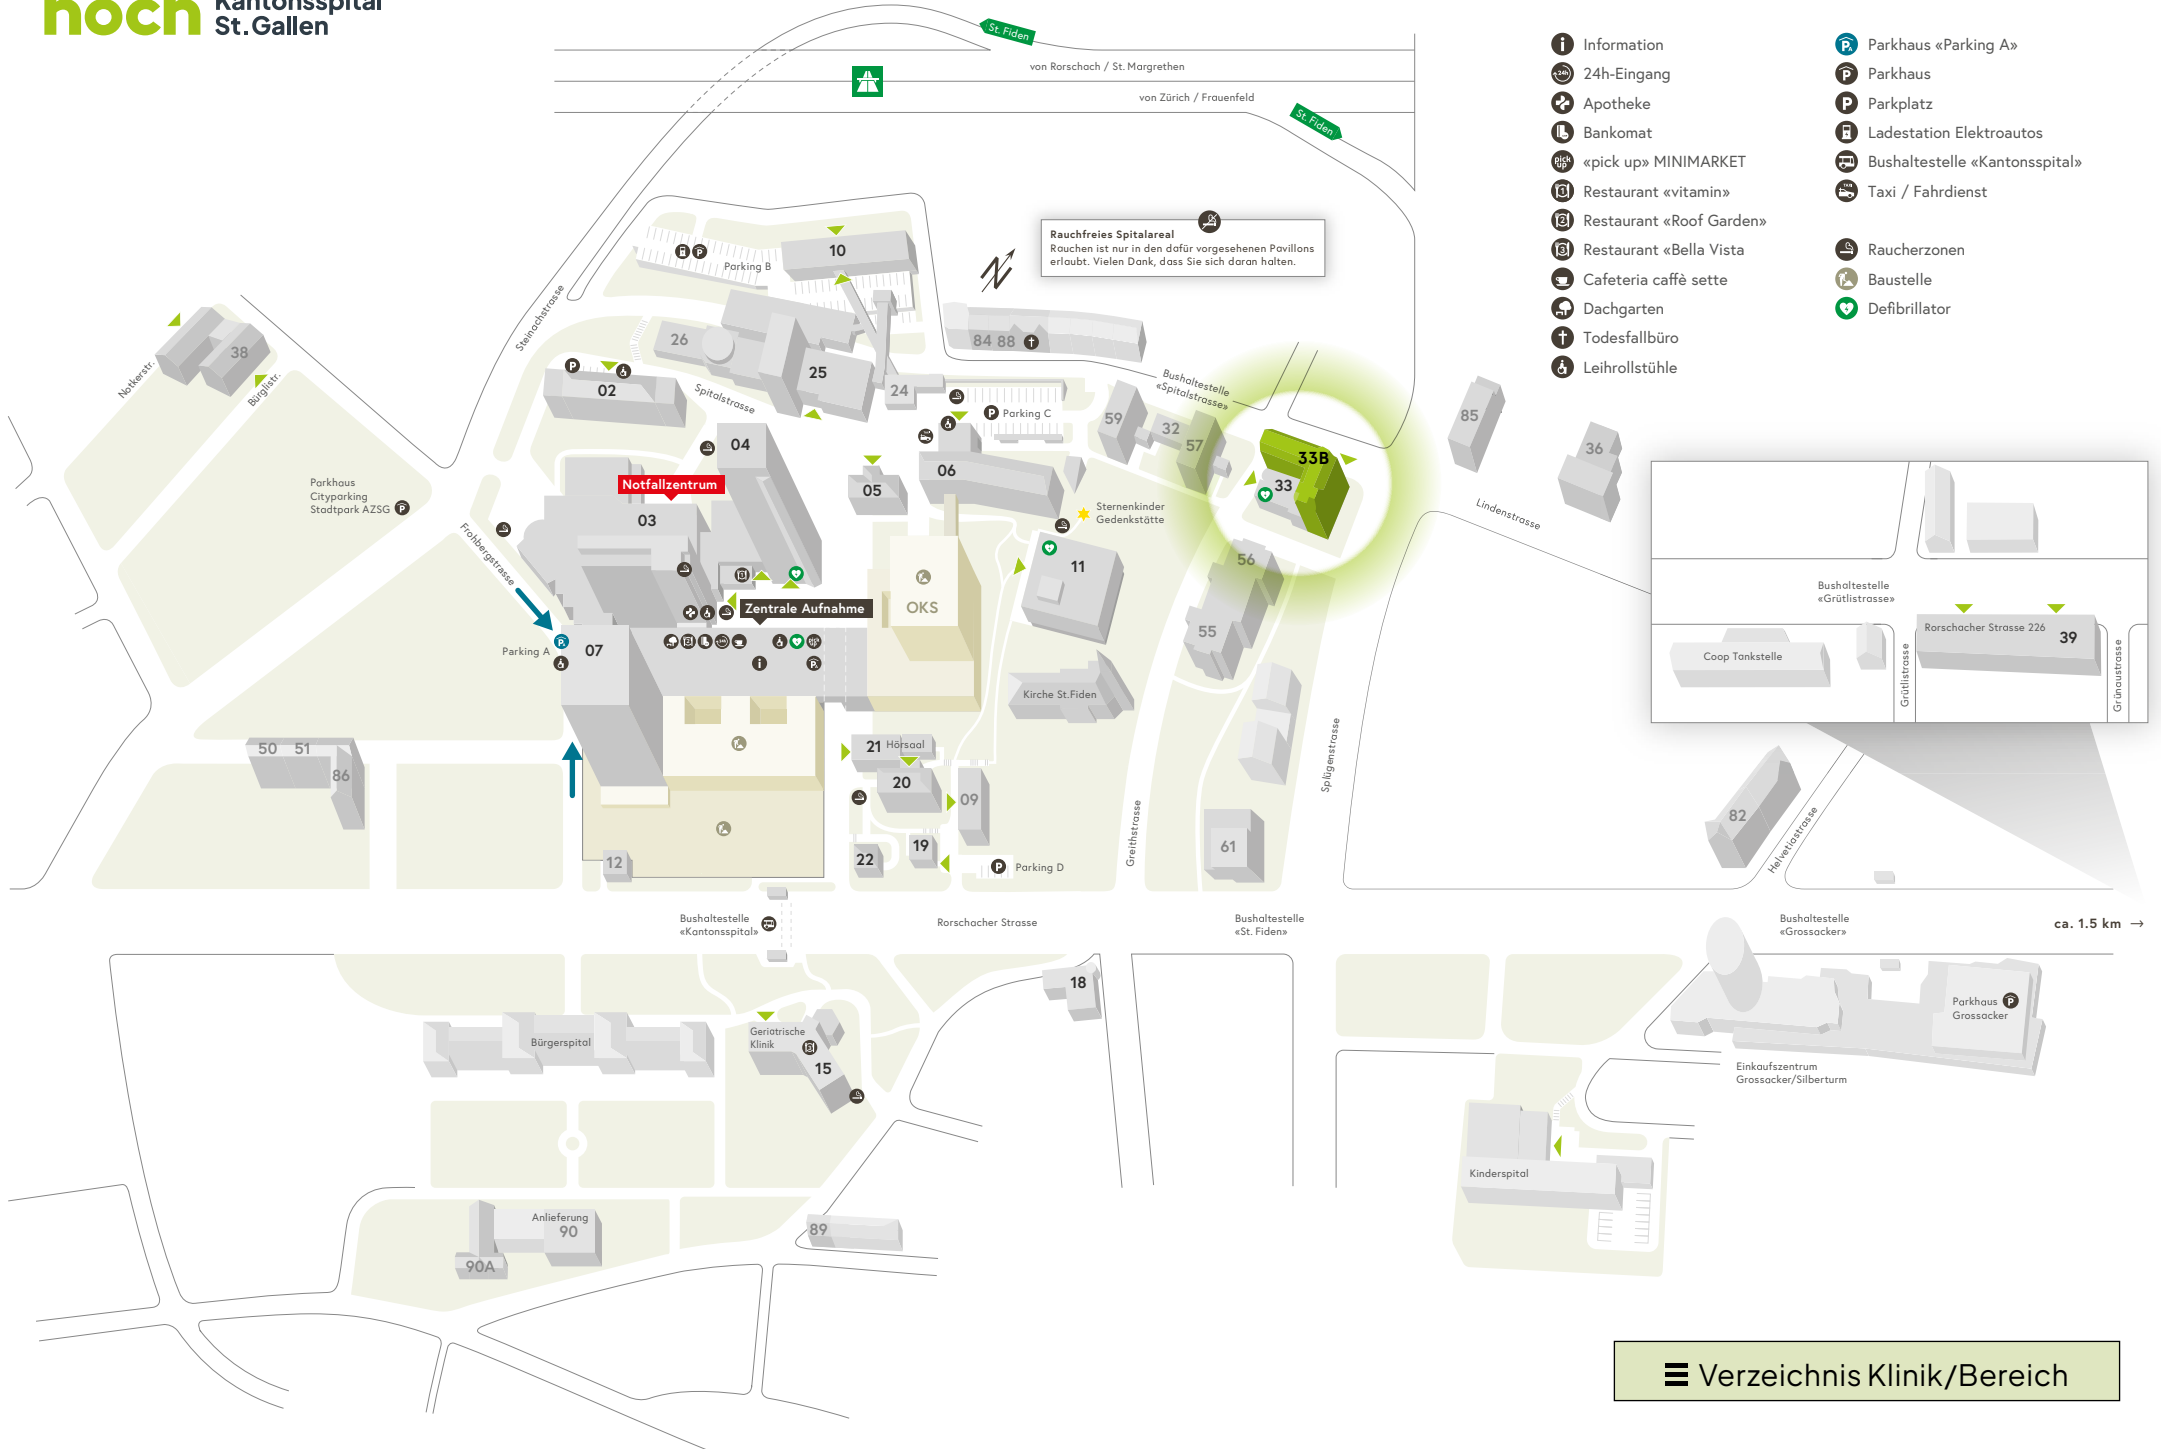 noch
Kantonsspital
St.Gallen
St. Fiden
von Rorschach / St. Margrethen
von Zürich / Frauenfeld
St. Fiden
Information
24h-Eingang
Apotheke
Bankomat
«pick up» MINIMARKET
Restaurant «vitamin»
Restaurant «Roof Garden»
Restaurant «Bella Vista
Cafeteria caffè sette
Dachgarten
Todesfallbüro
Leihrollstühle
Parkhaus «Parking A»
Parkhaus
Parkplatz
Ladestation Elektroautos
Bushaltestelle «Kantonsspital»
Taxi / Fahrdienst
Raucherzonen
Baustelle
Defibrillator
Rauchfreies Spitalareal
Rauchen ist nur in den dafür vorgesehenen Pavillons
erlaubt. Vielen Dank, dass Sie sich daran halten.
N
10
Parking B
Steinachstrasse
38
Notkerstr.
Bürglistr.
26
02
Spitalstrasse
25
24
84 88
Bushaltestelle
«Spitalstrasse»
Parking C
59
32
57
33B
33
85
36
Lindenstrasse
04
Notfallzentrum
03
05
06
Sternenkinder
Gedenkstätte
11
56
55
OKS
Parkhaus
Cityparking
Stadtpark AZSG
Frohbergstrasse
Zentrale Aufnahme
Parking A
07
Kirche St.Fiden
Bushaltestelle
«Grütlistrasse»
Rorschacher Strasse 226
39
Coop Tankstelle
Grütlistrasse
Grünaustrasse
50 51
86
21 Hörsaal
20
09
19
22
12
Parking D
Greithstrasse
Splügenstrasse
61
82
Helvetiastrasse
Bushaltestelle
«Kantonsspital»
Rorschacher Strasse
Bushaltestelle
«St. Fiden»
Bushaltestelle
«Grossacker»
ca. 1.5 km →
18
Bürgerspital
Geriatrische
Klinik
15
Parkhaus
Grossacker
Einkaufszentrum
Grossacker/Silberturm
Kinderspital
Anlieferung
90
90A
89
Verzeichnis Klinik/Bereich